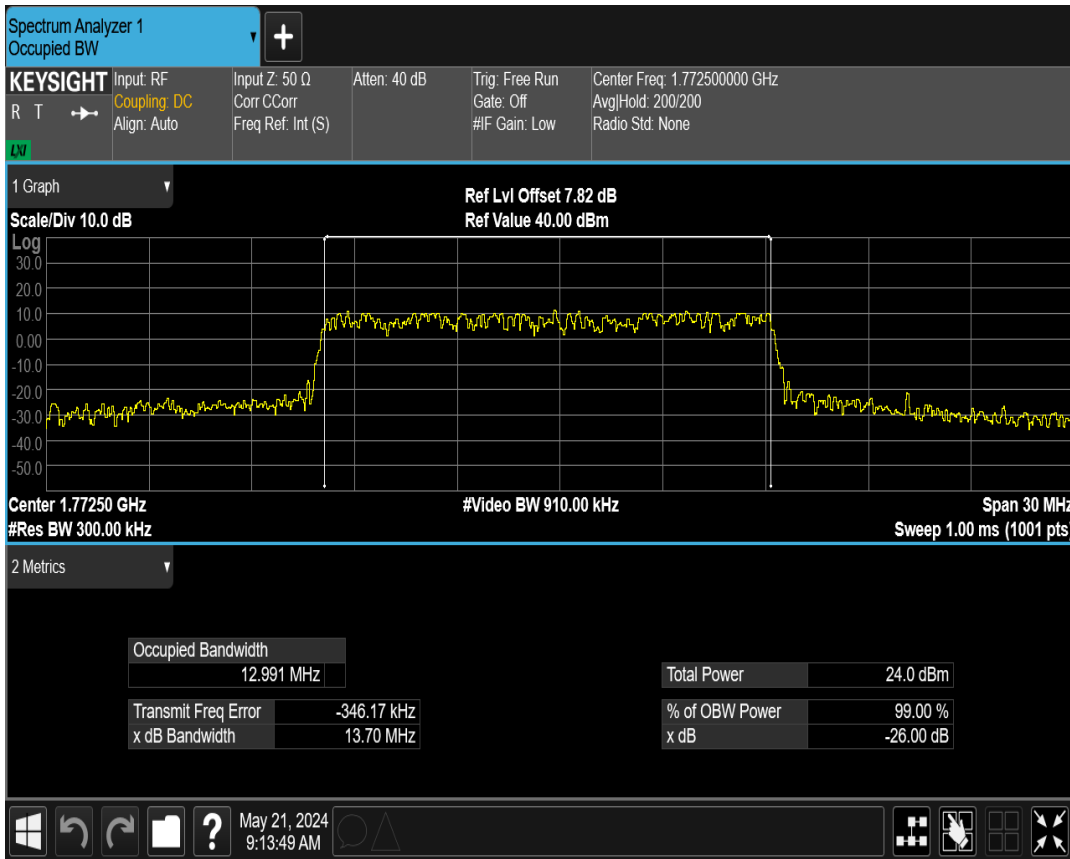 Spectrum Analyzer 1
Occupied BW
+
KEYSIGHT
R T
LXI
Input: RF
Coupling: DC
Align: Auto
Input Z: 50 Ω
Corr CCorr
Freq Ref: Int (S)
Atten: 40 dB
Trig: Free Run
Gate: Off
#IF Gain: Low
Center Freq: 1.772500000 GHz
Avg|Hold: 200/200
Radio Std: None
1 Graph
Scale/Div 10.0 dB
Ref Lvl Offset 7.82 dB
Ref Value 40.00 dBm
Log
30.0
20.0
10.0
0.00
-10.0
-20.0
-30.0
-40.0
-50.0
Center 1.77250 GHz
#Video BW 910.00 kHz
Span 30 MHz
#Res BW 300.00 kHz
Sweep 1.00 ms (1001 pts)
2 Metrics
Occupied Bandwidth
12.991 MHz
Total Power 24.0 dBm
Transmit Freq Error -346.17 kHz
% of OBW Power 99.00 %
x dB Bandwidth 13.70 MHz
x dB -26.00 dB
?
May 21, 2024
9:13:49 AM